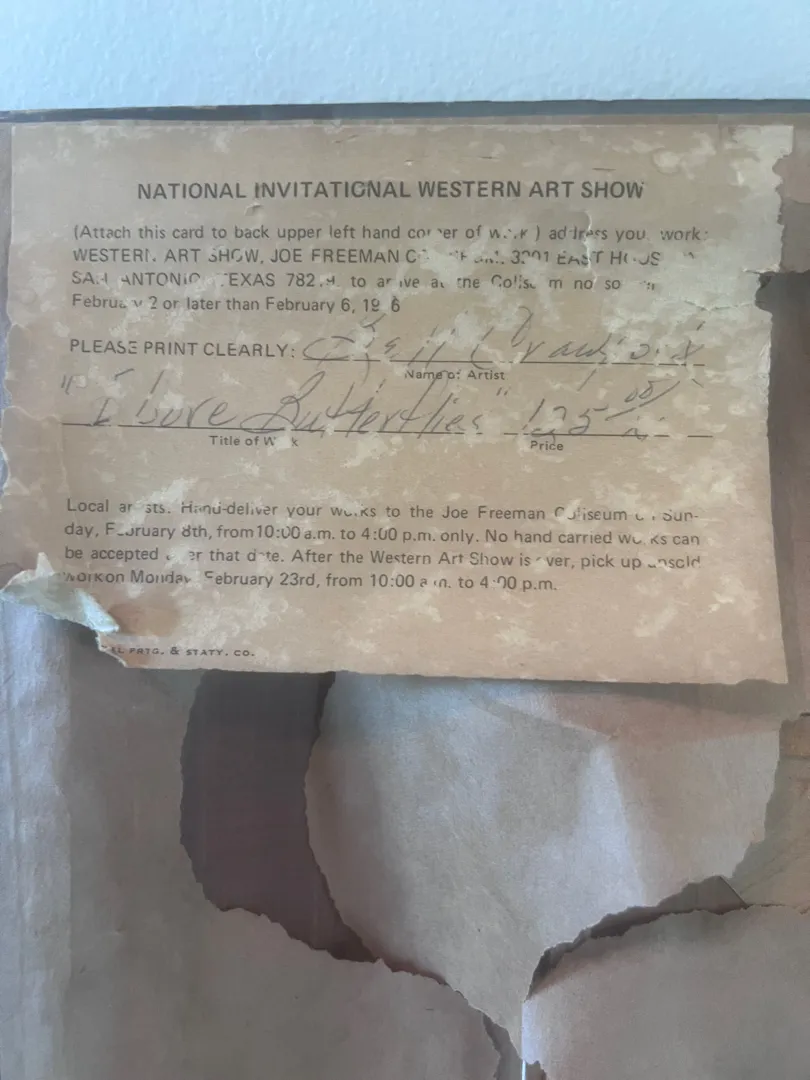 NATIONAL INVITATIONAL WESTERN ART SHOW
(Attach this card to back upper left hand corner of work) address your work:
WESTERN ART SHOW, JOE FREEMAN 3201 EAST
SAN ANTONIO, TEXAS to arrive at the Coliseum no
February 2 or later than February 6,
PLEASE PRINT CLEARLY:
Name of Artist
Butterflies" 125 00
Title of Work Price
Local artists. Hand-deliver your works to the Joe Freeman Coliseum on Sun-
day, February 8th, from 10:00 a.m. to 4:00 p.m. only. No hand carried works can
be accepted after that date. After the Western Art Show is over, pick up unsold
work on Monday February 23rd, from 10:00 a.m. to 4:00 p.m.
PRTG. & STATY. CO.